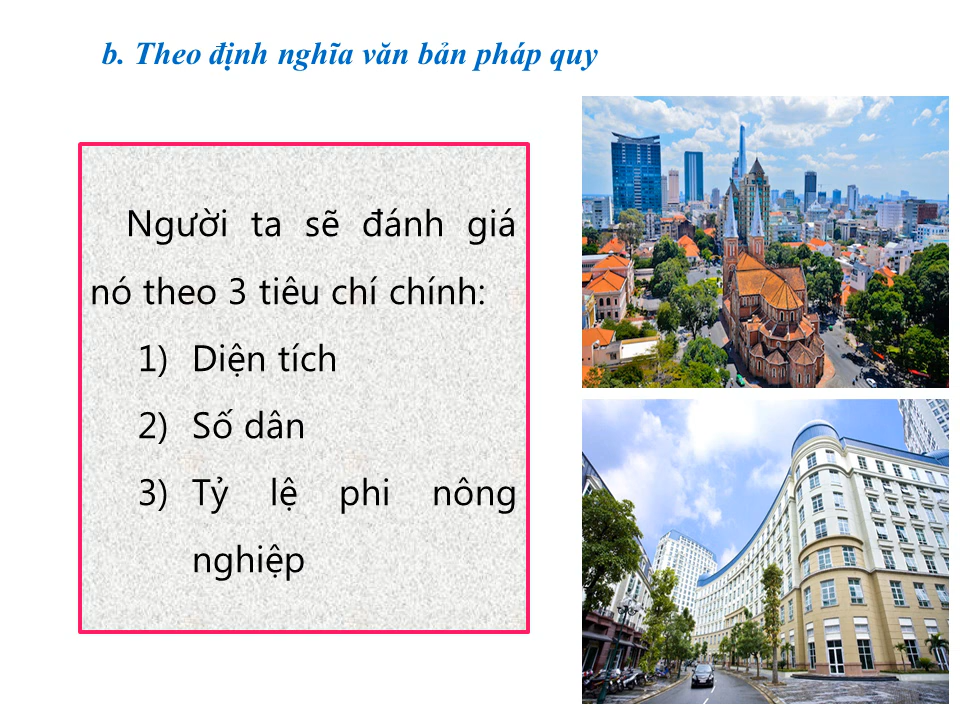 b. Theo định nghĩa văn bản pháp quy
Người ta sẽ đánh giá
nó theo 3 tiêu chí chính:
1) Diện tích
2) Số dân
3) Tỷ lệ phi nông
nghiệp